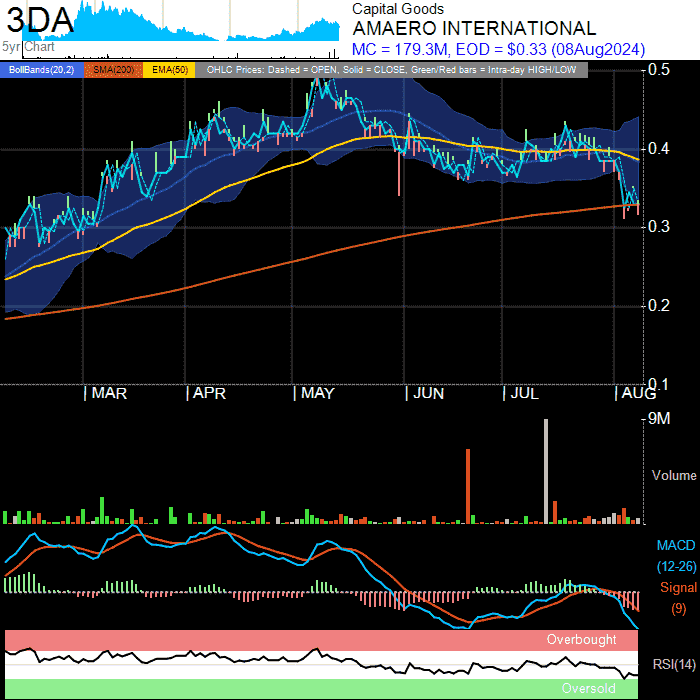 3DA
5yr Chart
Capital Goods
AMAERO INTERNATIONAL
MC = 179.3M, EOD = $0.33 (08Aug2024)
BollBands(20,2) SMA(200) EMA(50) OHLC Prices: Dashed = OPEN, Solid = CLOSE, Green/Red bars = Intra-day HIGH/LOW
0.5
0.4
0.3
0.2
0.1
| MAR | APR | MAY | JUN | JUL | AUG
9M
Volume
MACD
(12-26)
Signal
(9)
Overbought
RSI(14)
Oversold